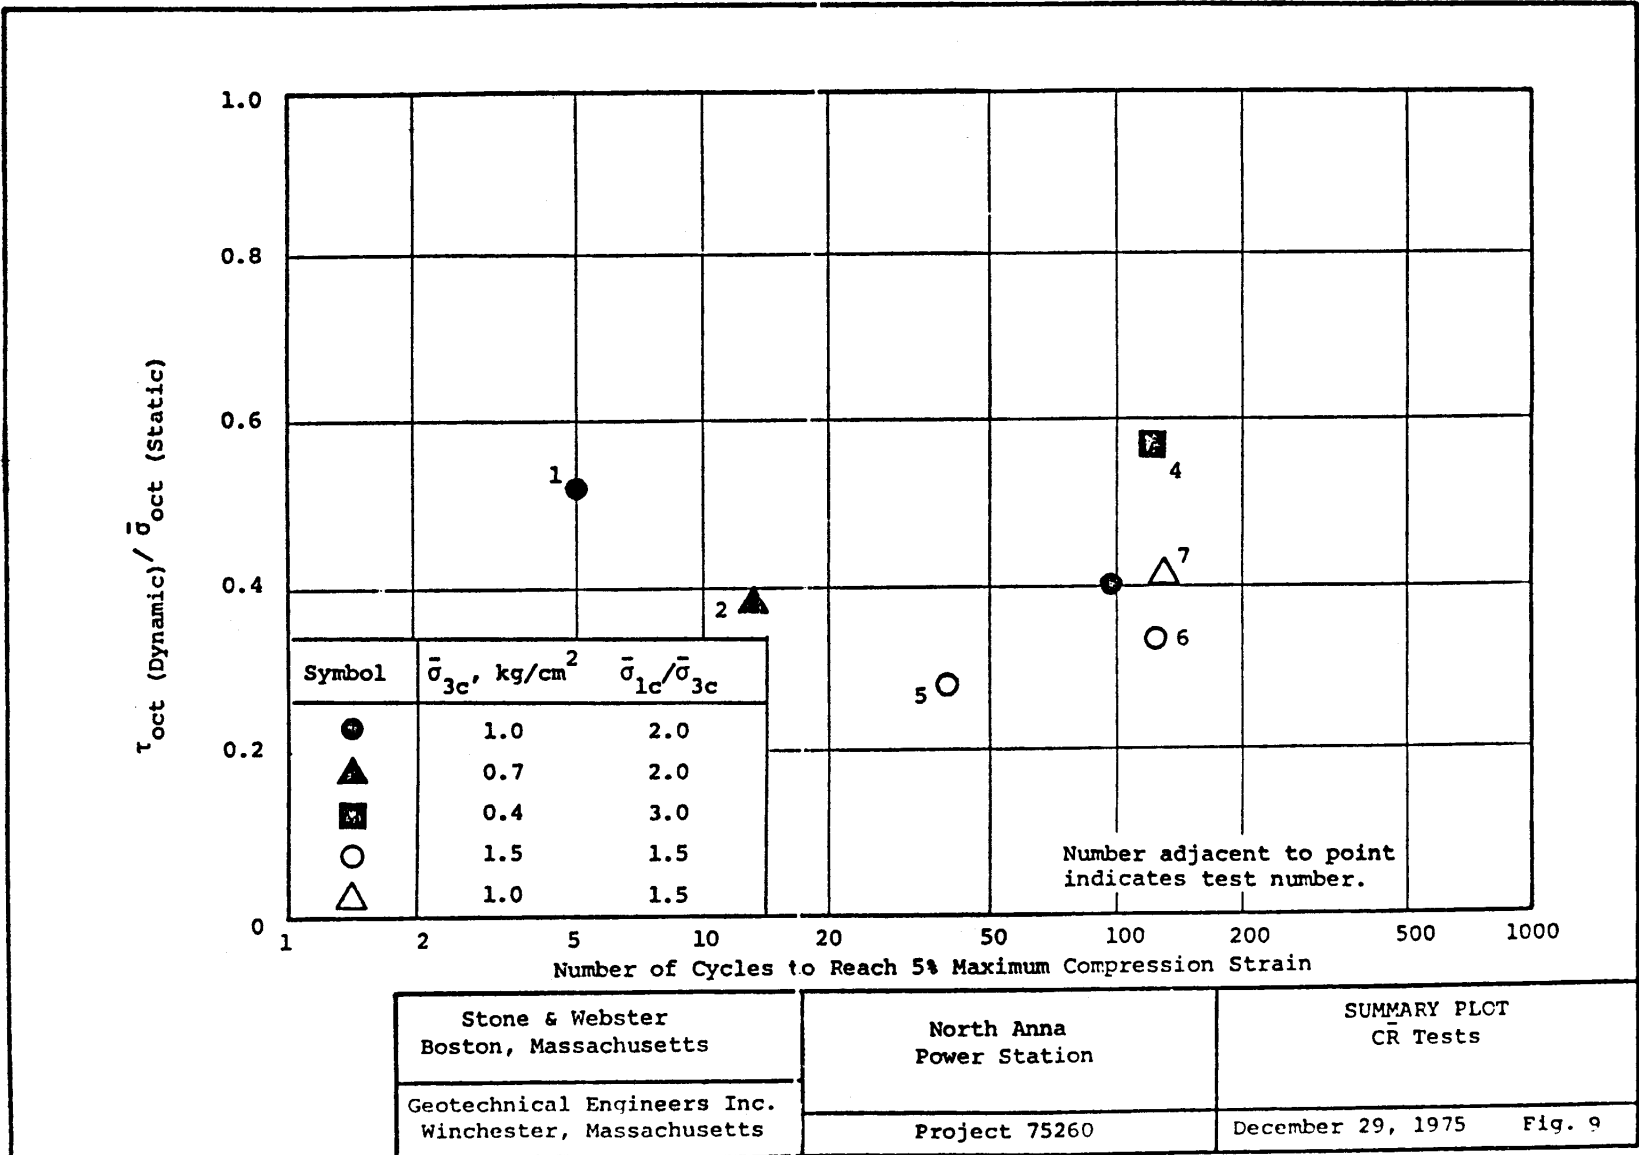 1.0
0.8
0.6
0.4
0.2
0
τoct (Dynamic)/ σ̄oct (Static)
1
2
4
7
6
5
Symbol σ̄3c, kg/cm² σ̄1c/σ̄3c
1.0 2.0
0.7 2.0
0.4 3.0
1.5 1.5
1.0 1.5
Number adjacent to point
indicates test number.
1 2 5 10 20 50 100 200 500 1000
Number of Cycles to Reach 5% Maximum Compression Strain
Stone & Webster
Boston, Massachusetts
Geotechnical Engineers Inc.
Winchester, Massachusetts
North Anna
Power Station
Project 75260
SUMMARY PLOT
CR̄ Tests
December 29, 1975 Fig. 9